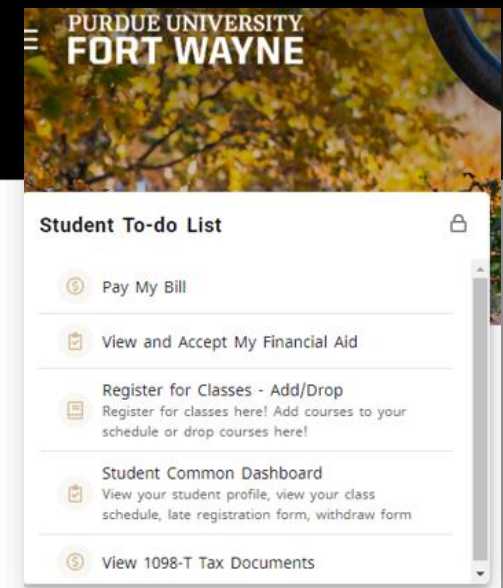 PURDUE UNIVERSITY
FORT WAYNE
Student To-do List
Pay My Bill
View and Accept My Financial Aid
Register for Classes - Add/Drop
Register for classes here! Add courses to your
schedule or drop courses here!
Student Common Dashboard
View your student profile, view your class
schedule, late registration form, withdraw form
View 1098-T Tax Documents